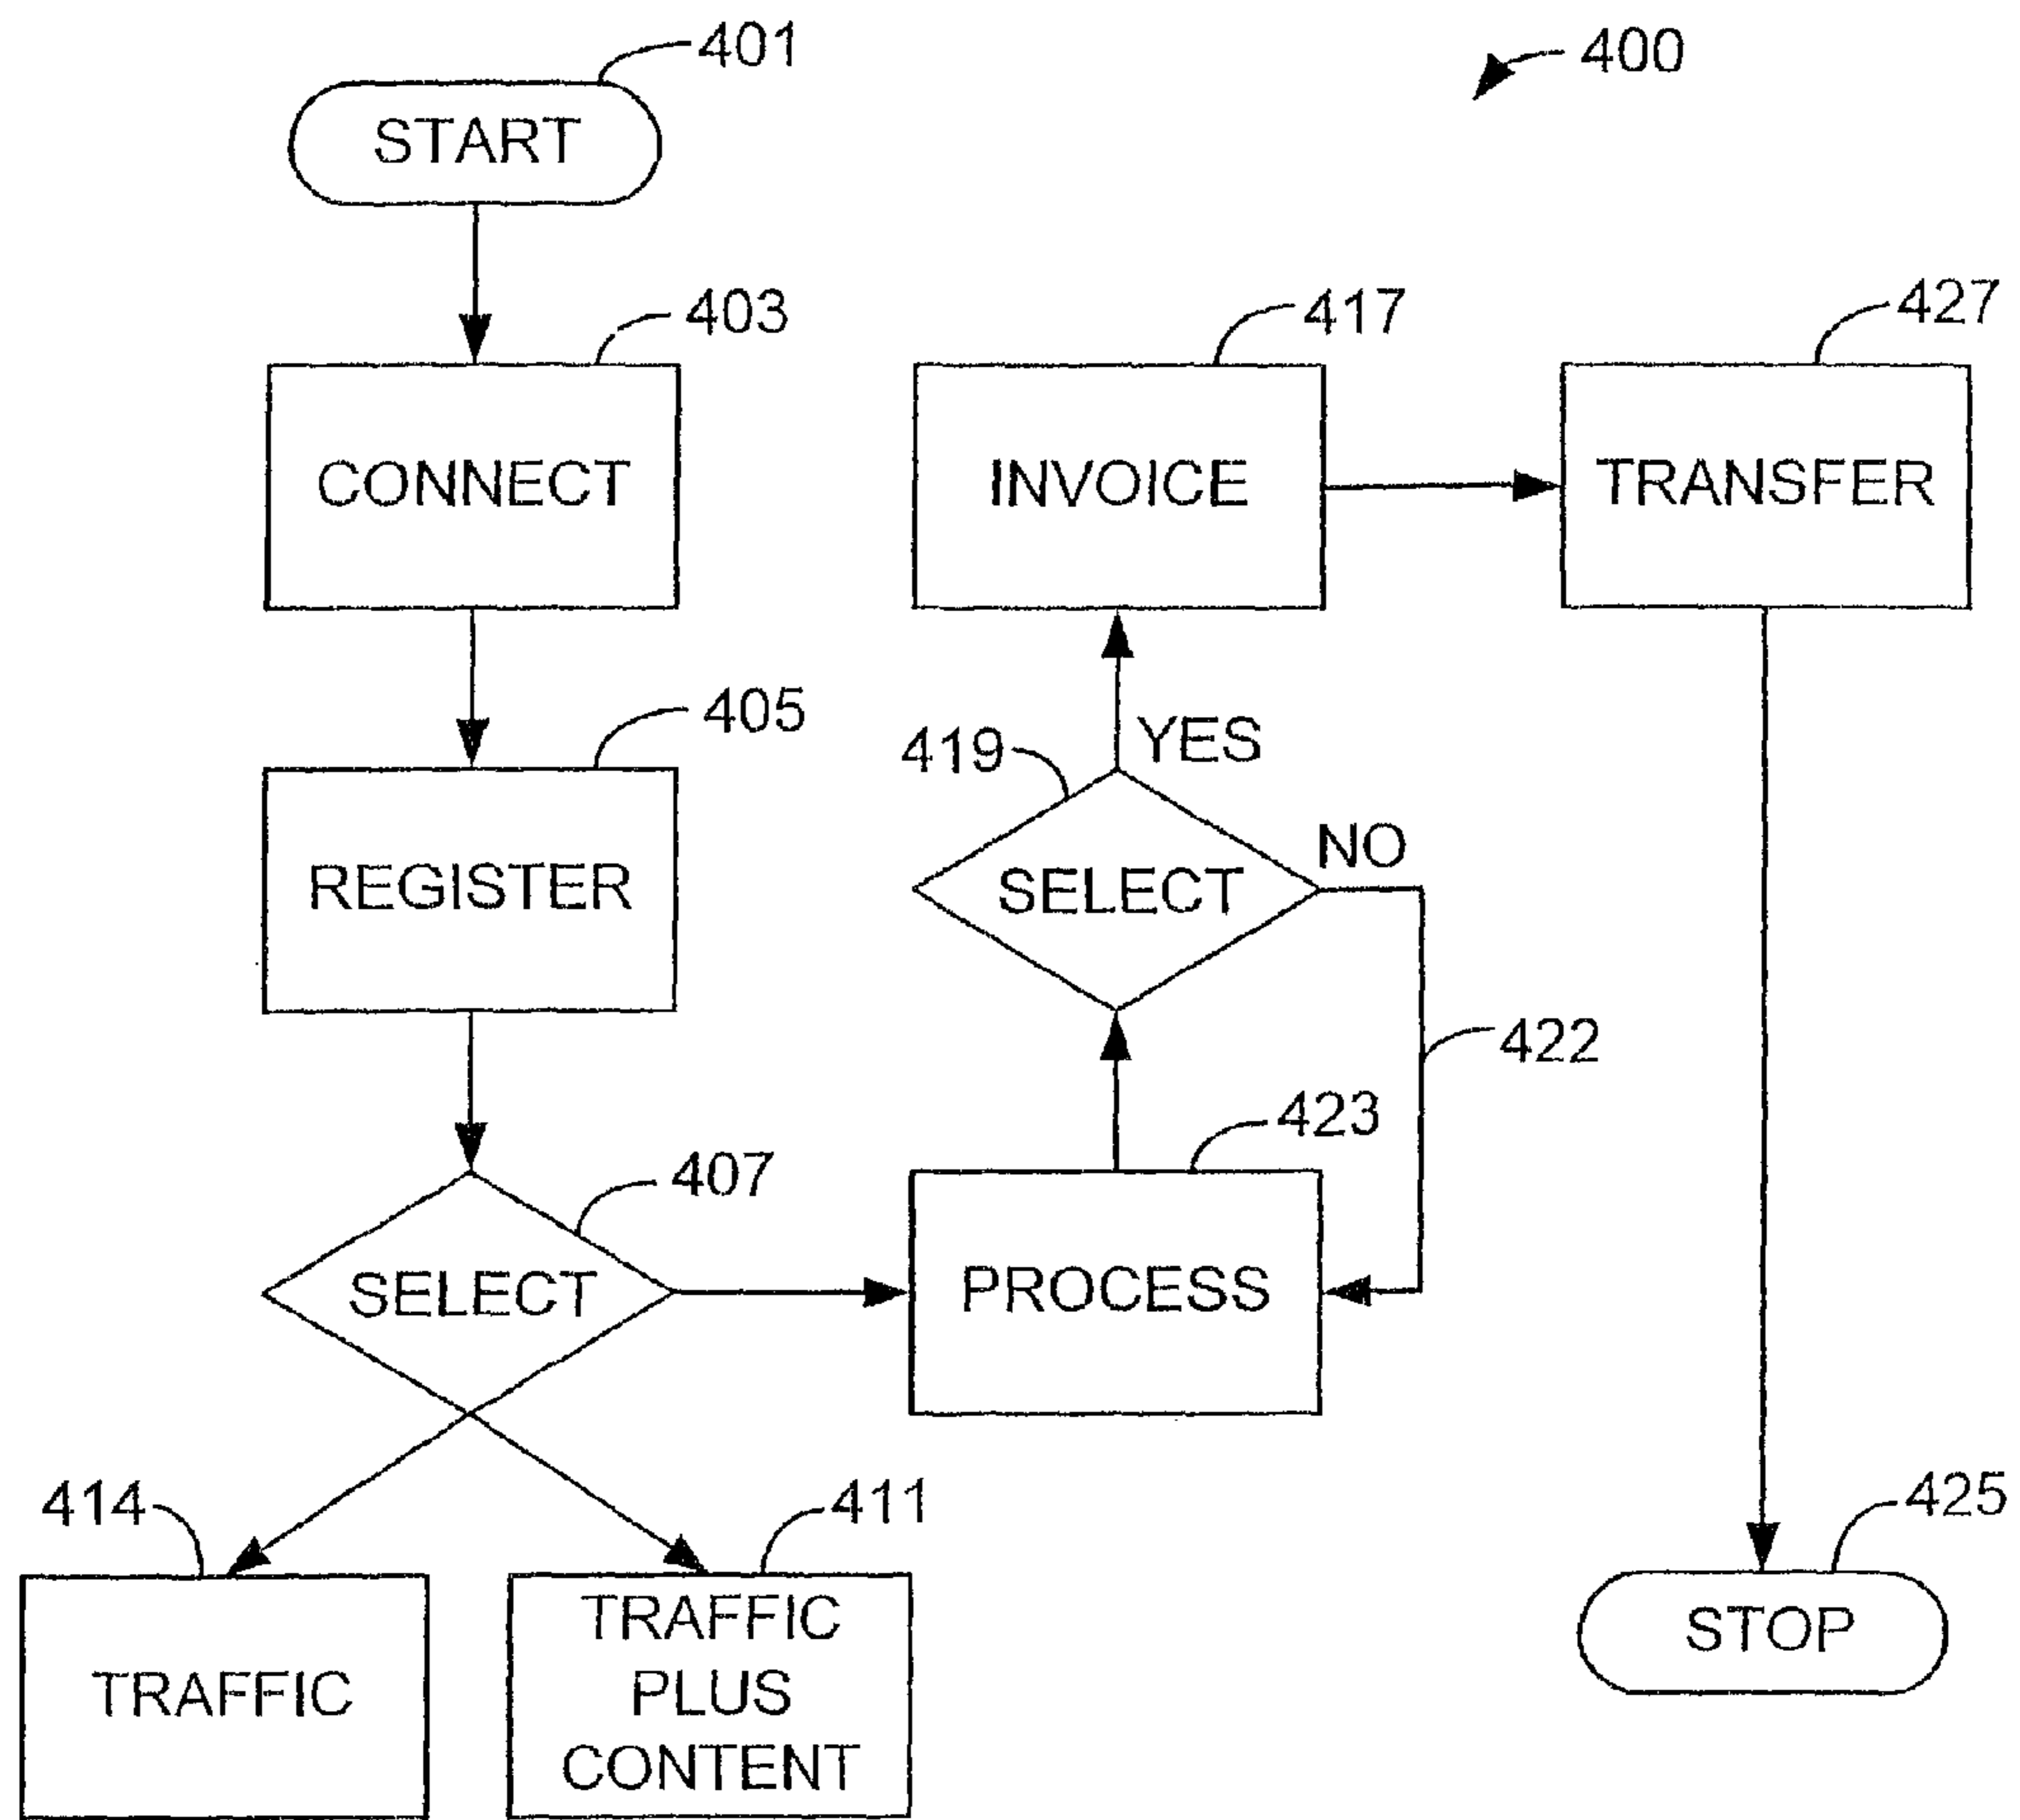 401
400
START
403
417
427
CONNECT
INVOICE
TRANSFER
405
419
YES
NO
REGISTER
SELECT
422
423
407
SELECT
PROCESS
414
411
425
TRAFFIC
TRAFFIC
PLUS
CONTENT
STOP